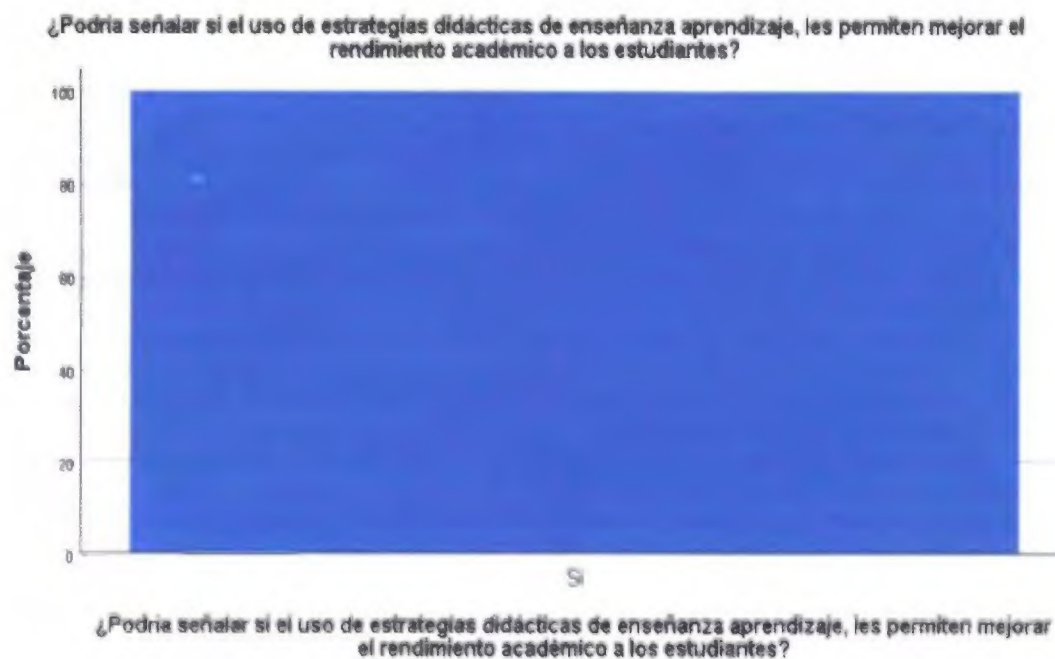 ¿Podría señalar si el uso de estrategias didácticas de enseñanza aprendizaje, les permiten mejorar el
rendimiento académico a los estudiantes?
100
80
60
40
20
0
Porcentaje
Si
¿Podría señalar si el uso de estrategias didácticas de enseñanza aprendizaje, les permiten mejorar
el rendimiento académico a los estudiantes?